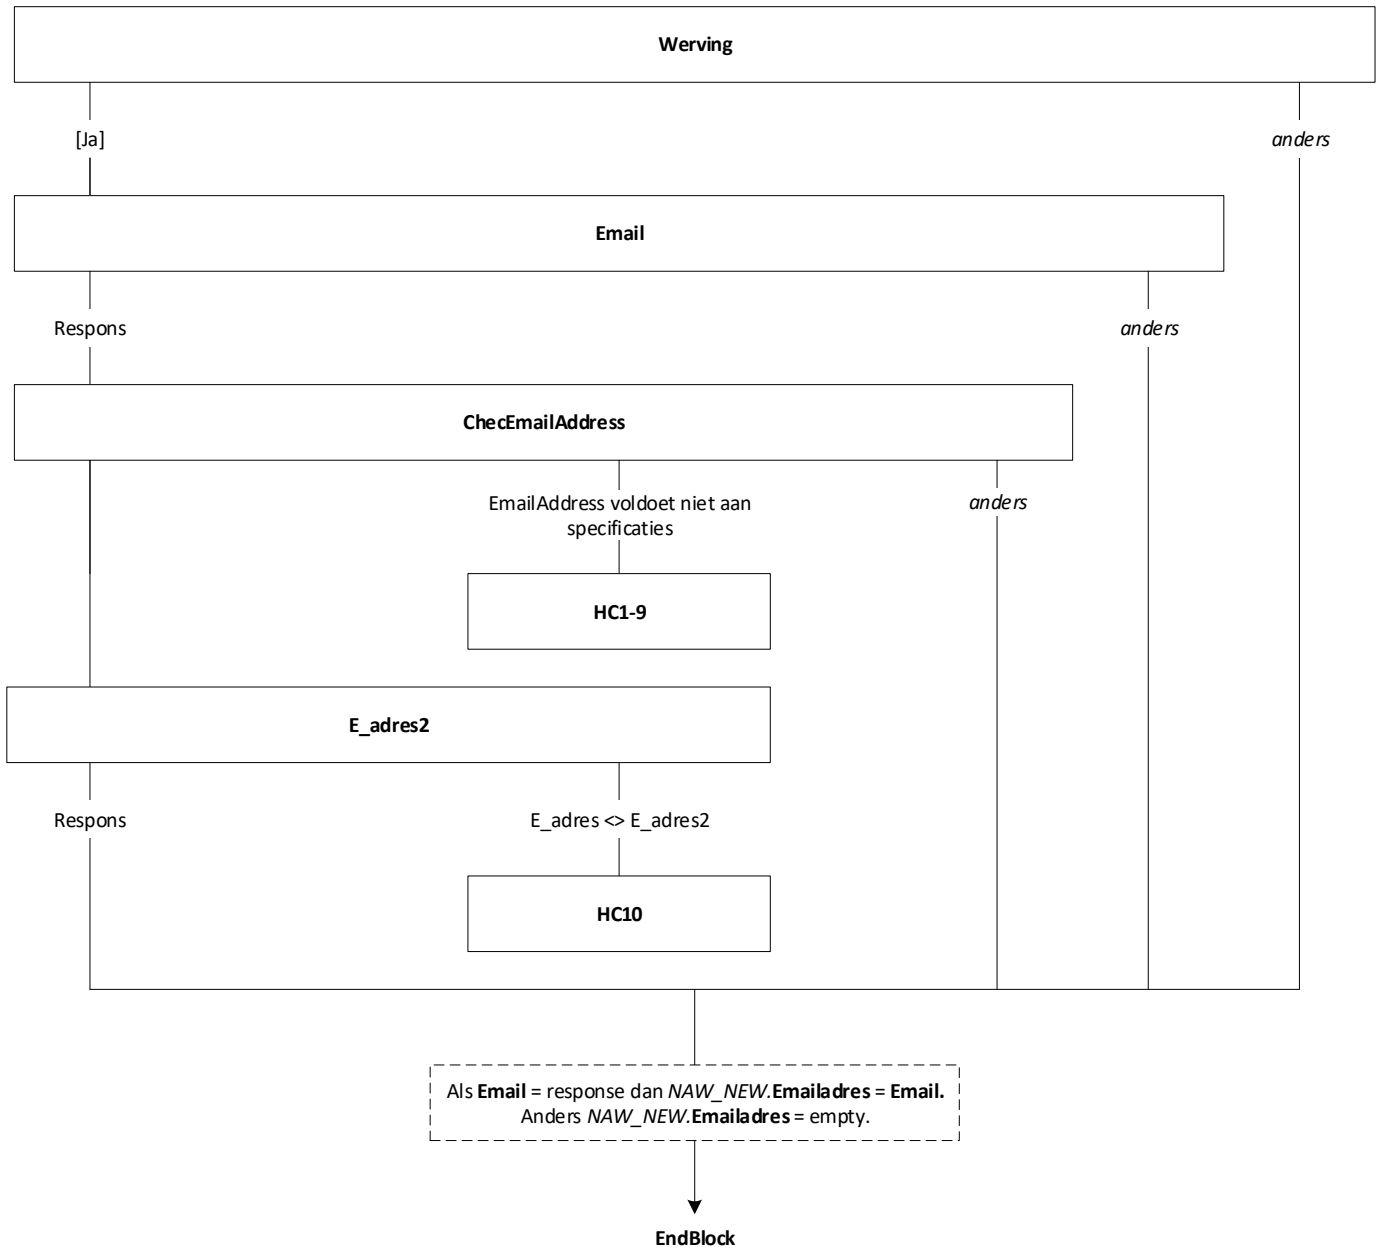 Werving
[Ja]
anders
Email
Respons
anders
ChecEmailAddress
EmailAddress voldoet niet aan
specificaties
anders
HC1-9
E_adres2
Respons
E_adres <> E_adres2
HC10
Als Email = response dan NAW_NEW.Emailadres = Email.
Anders NAW_NEW.Emailadres = empty.
EndBlock